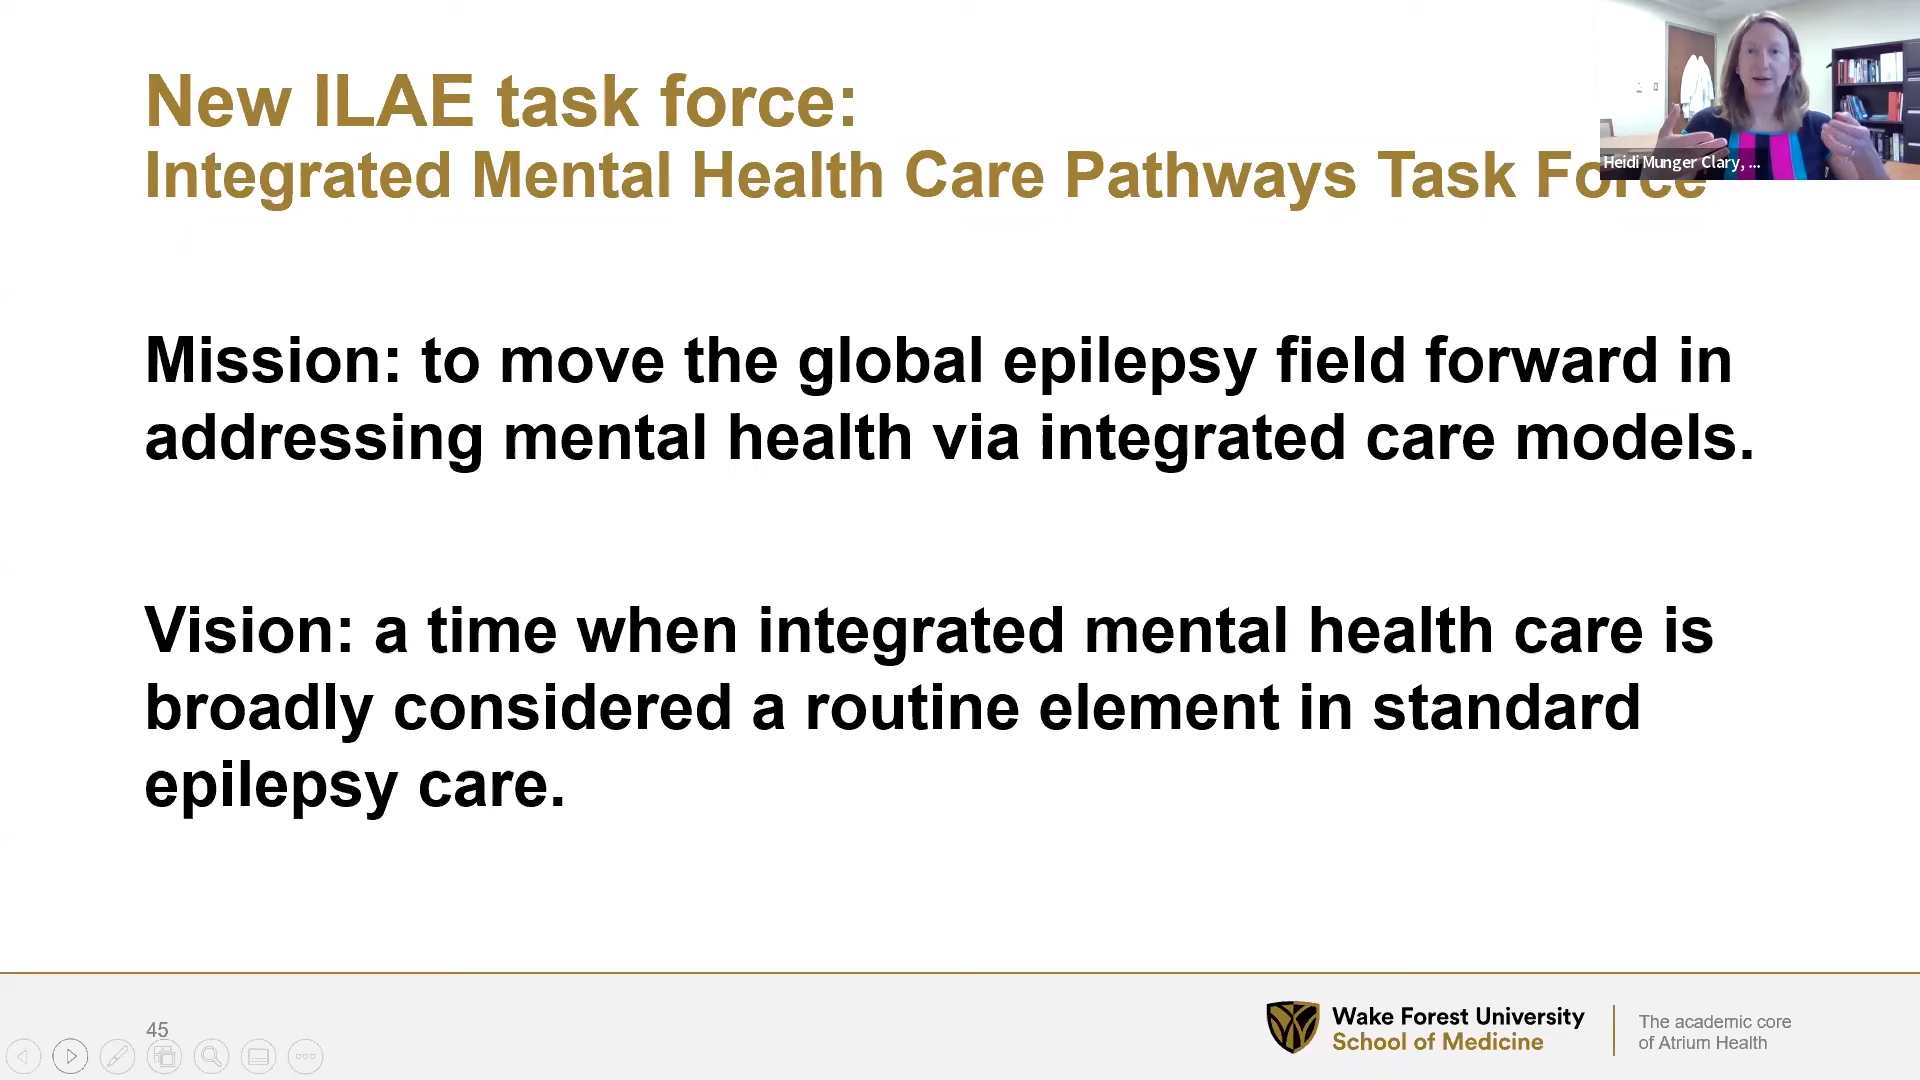 New ILAE task force:
Integrated Mental Health Care Pathways Task Force
Heidi Munger Clary, ...
Mission: to move the global epilepsy field forward in
addressing mental health via integrated care models.
Vision: a time when integrated mental health care is
broadly considered a routine element in standard
epilepsy care.
45
Wake Forest University
School of Medicine
The academic core
of Atrium Health